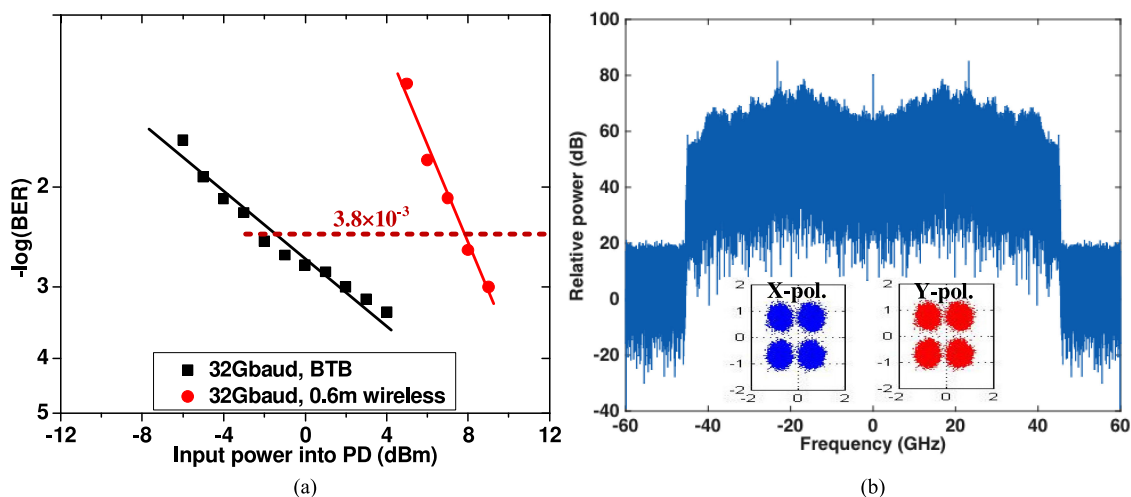 -log(BER)
2
3
4
5
3.8×10⁻³
32Gbaud, BTB
32Gbaud, 0.6m wireless
-12 -8 -4 0 4 8 12
Input power into PD (dBm)
(a)
Relative power (dB)
100
80
60
40
20
0
-20
-40
X-pol.
2
1
0
-1
-2
0 2
Y-pol.
2
1
0
-1
-2
0 2
-60 -40 -20 0 20 40 60
Frequency (GHz)
(b)